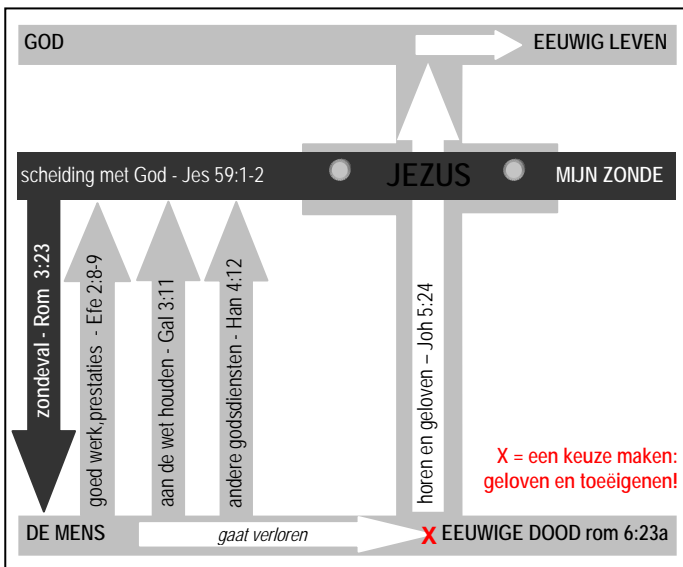 GOD
EEUWIG LEVEN
scheiding met God - Jes 59:1-2
JEZUS
MIJN ZONDE
zondeval - Rom 3:23
goed werk,prestaties - Efe 2:8-9
aan de wet houden - Gal 3:11
andere godsdiensten - Han 4:12
horen en geloven – Joh 5:24
X = een keuze maken:
geloven en toeëigenen!
DE MENS
gaat verloren
X EEUWIGE DOOD rom 6:23a